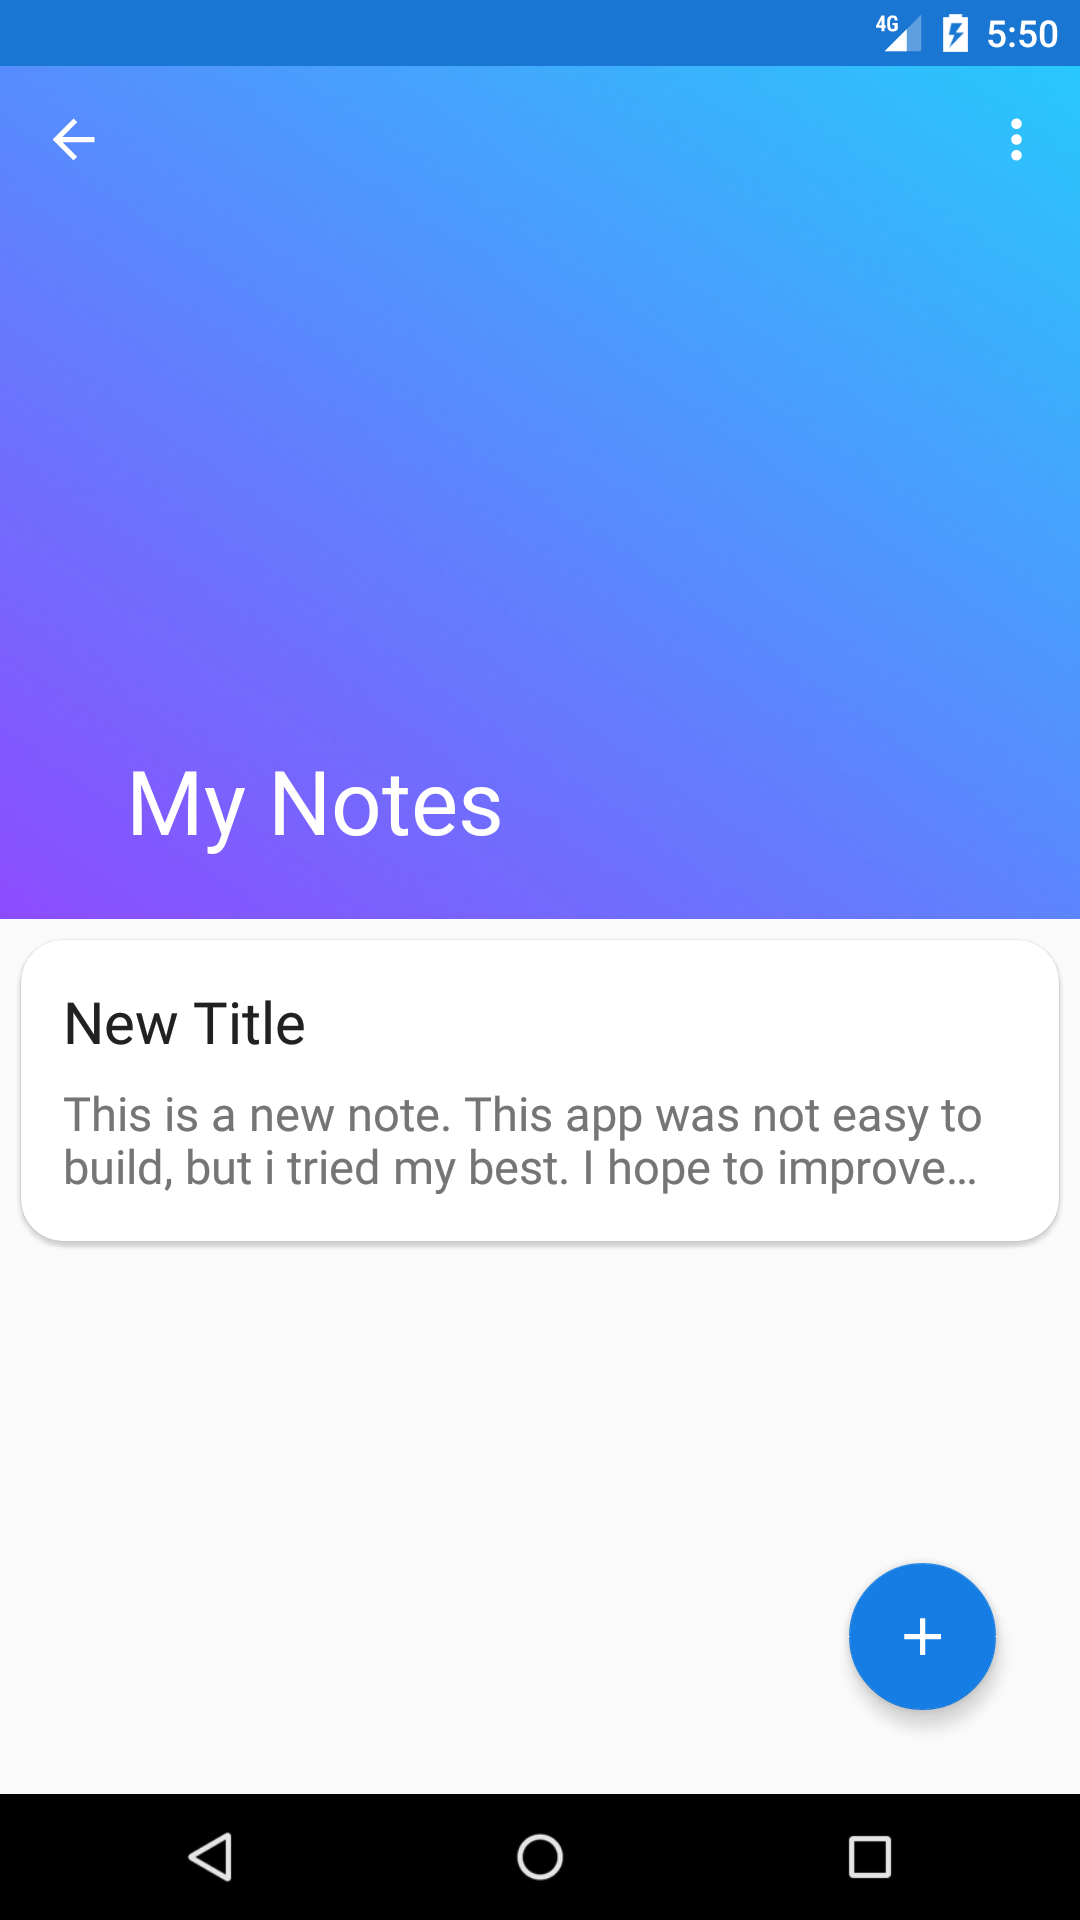 4G 5:50
My Notes
New Title
This is a new note. This app was not easy to
build, but i tried my best. I hope to improve...